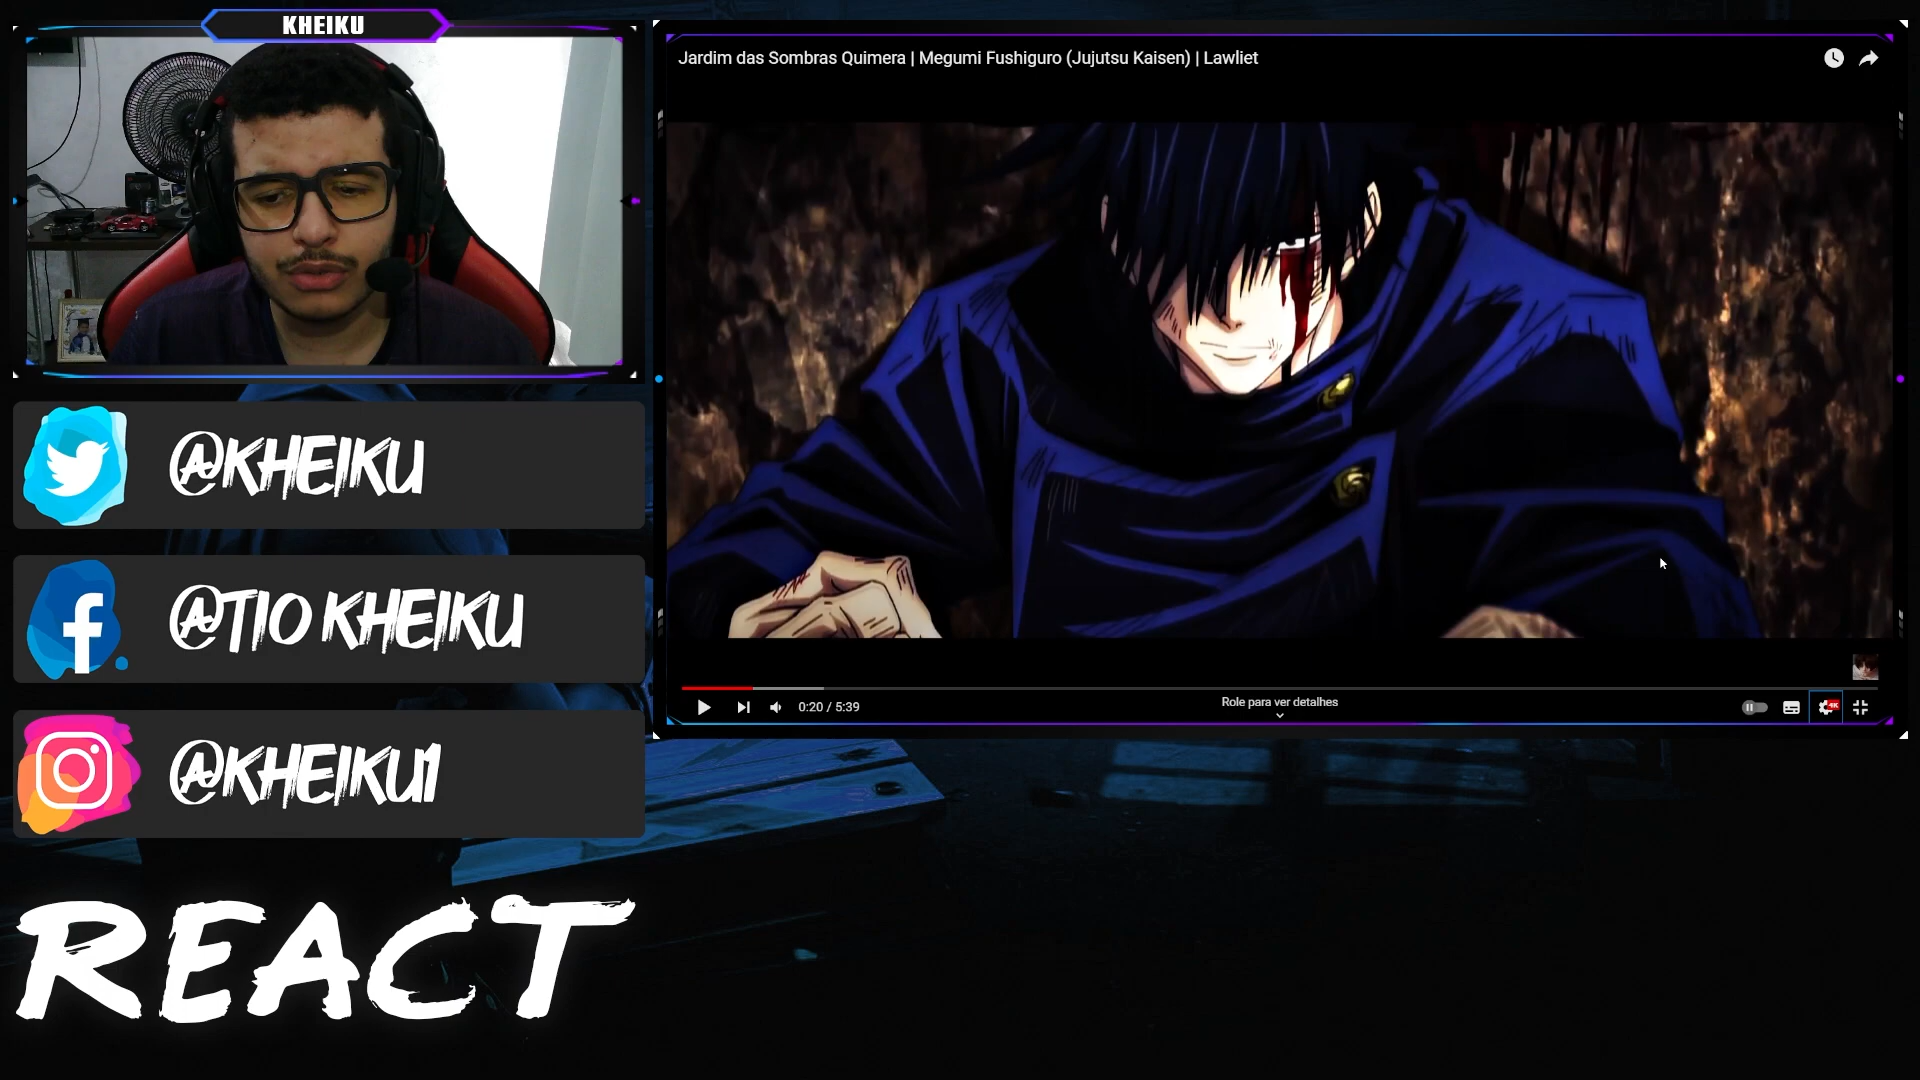 KHEIKU
Jardim das Sombras Quimera | Megumi Fushiguro (Jujutsu Kaisen) | Lawliet
@KHEIKU
@TIO KHEIKU
@KHEIKU1
0:20 / 5:39
Role para ver detalhes
4K
REACT